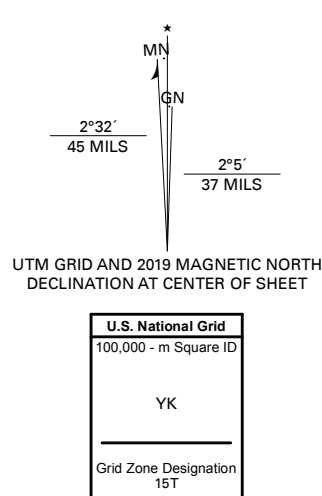 ★
MN
GN
2°32´
45 MILS
2°5´
37 MILS
UTM GRID AND 2019 MAGNETIC NORTH
DECLINATION AT CENTER OF SHEET
U.S. National Grid
100,000 - m Square ID
YK
Grid Zone Designation
15T